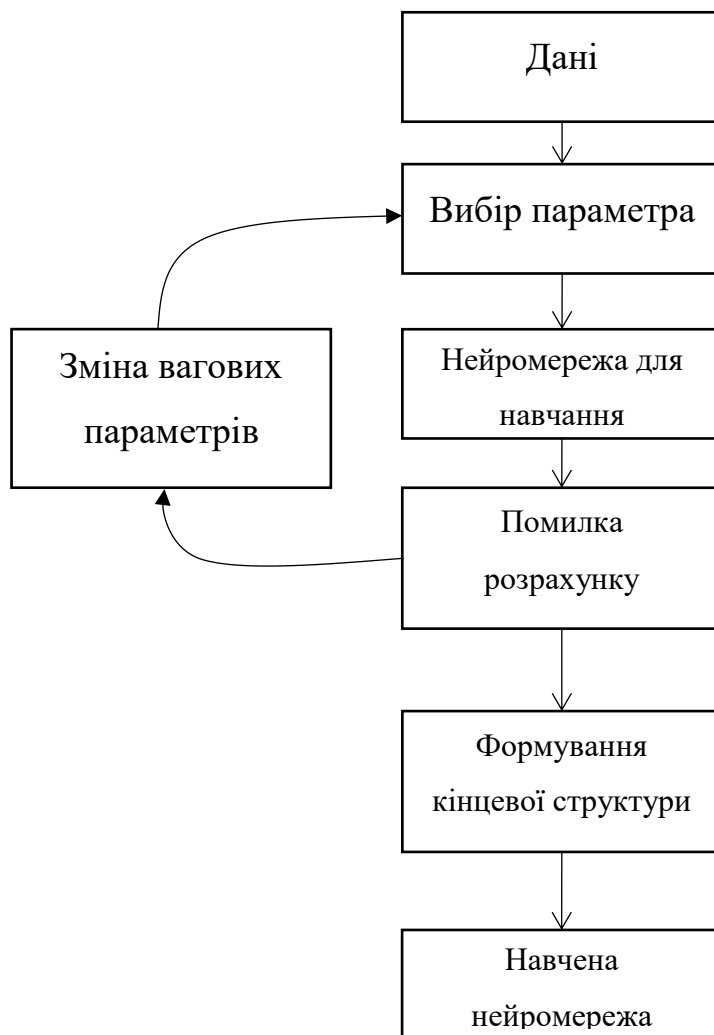 Дані
Вибір параметра
Зміна вагових
параметрів
Нейромережа для
навчання
Помилка
розрахунку
Формування
кінцевої структури
Навчена
нейромережа